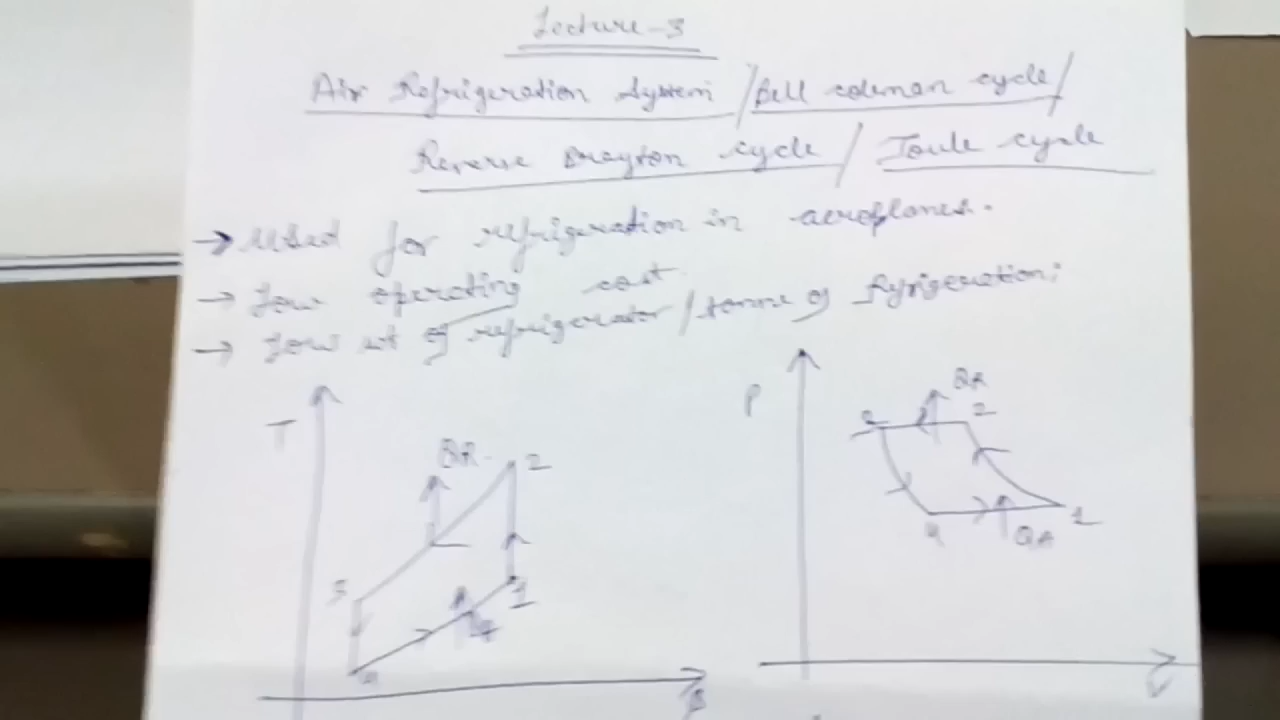 Lecture-3
Air Refrigeration System / Bell coleman cycle /
Reverse Brayton cycle / Joule cycle
→ Used for refrigeration in aeroplanes.
→ Low operating cost
→ Low wt of refrigerator / tonne of refrigeration:
T
QR
2
3
1
4
S
P
QR
3
2
4
1
QA
V